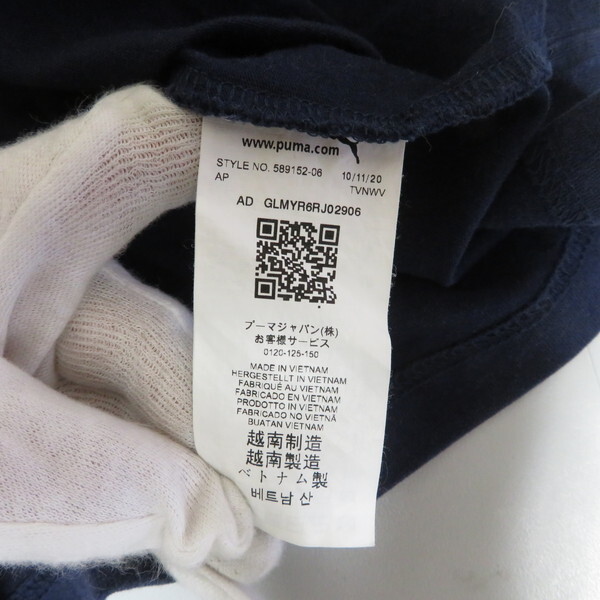 www.puma.com
STYLE NO. 589152-06 10/11/20
AP TVNWV
AD GLMYR6RJ02906
プーマジャパン(株)
お客様サービス
0120-125-150
MADE IN VIETNAM
HERGESTELLT IN VIETNAM
FABRIQUÉ AU VIETNAM
FABRICADO EN VIETNAM
PRODOTTO IN VIETNAM
FABRICADO NO VIETNÃ
BUATAN VIETNAM
越南制造
越南製造
ベトナム製
베트남 산